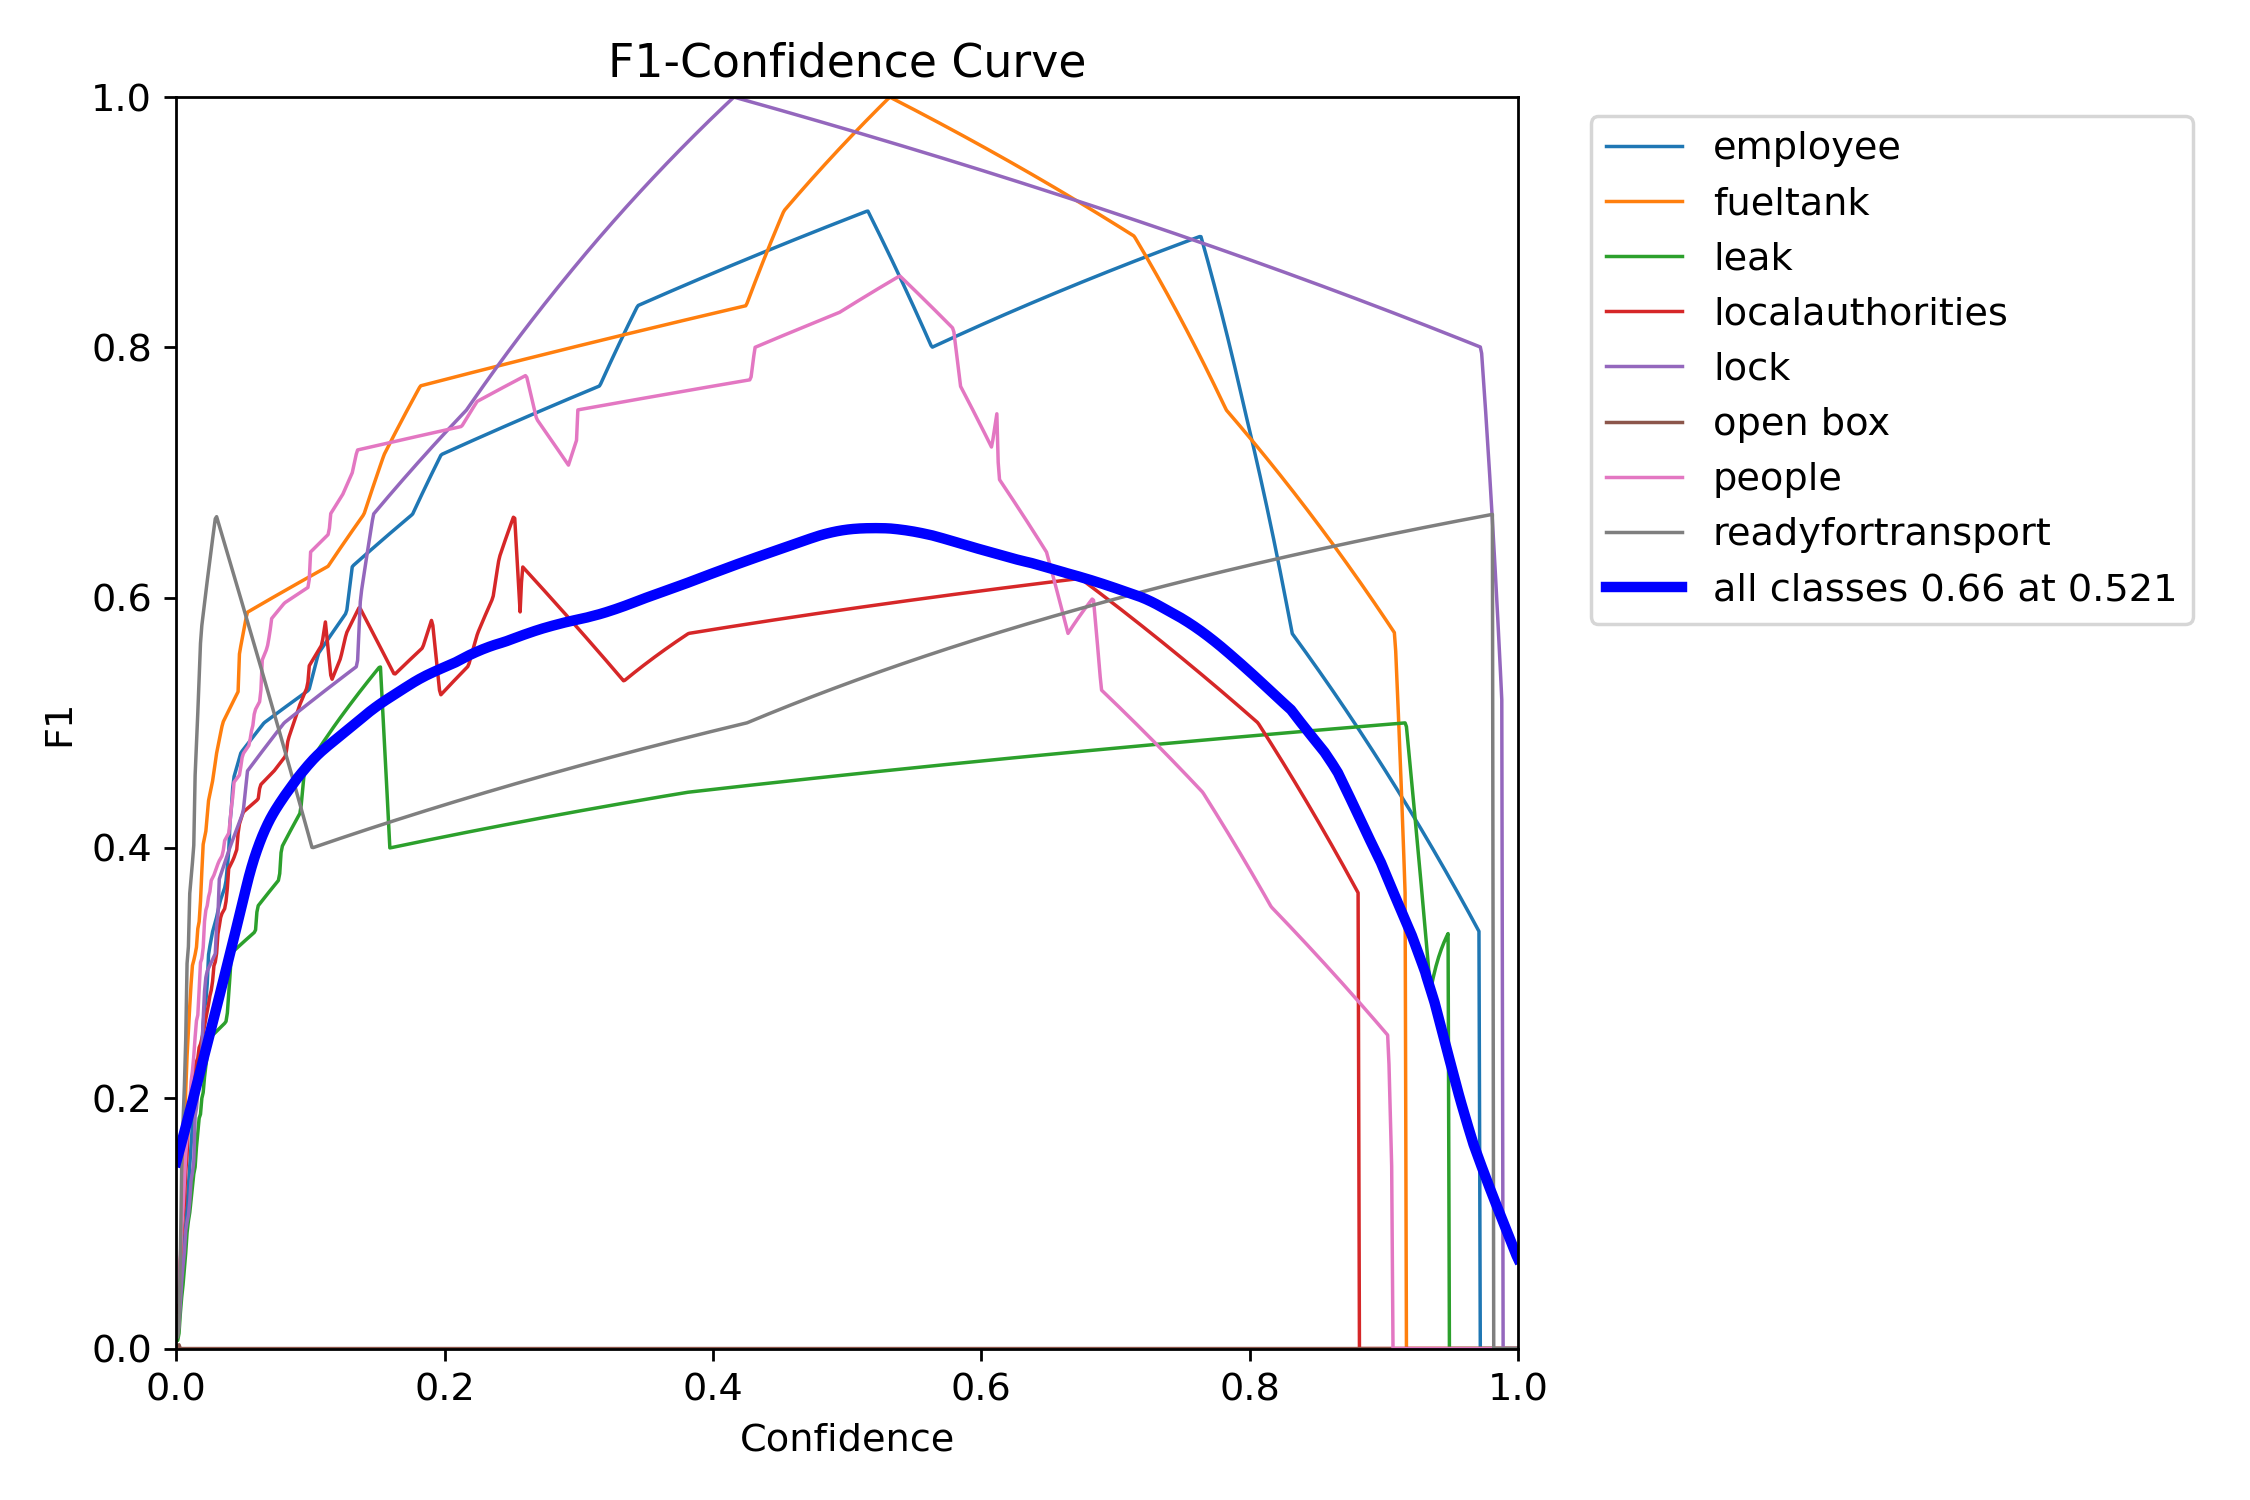 F1-Confidence Curve
1.0
0.8
0.6
0.4
0.2
0.0
F1
0.0 0.2 0.4 0.6 0.8 1.0
Confidence
employee
fueltank
leak
localauthorities
lock
open box
people
readyfortransport
all classes 0.66 at 0.521